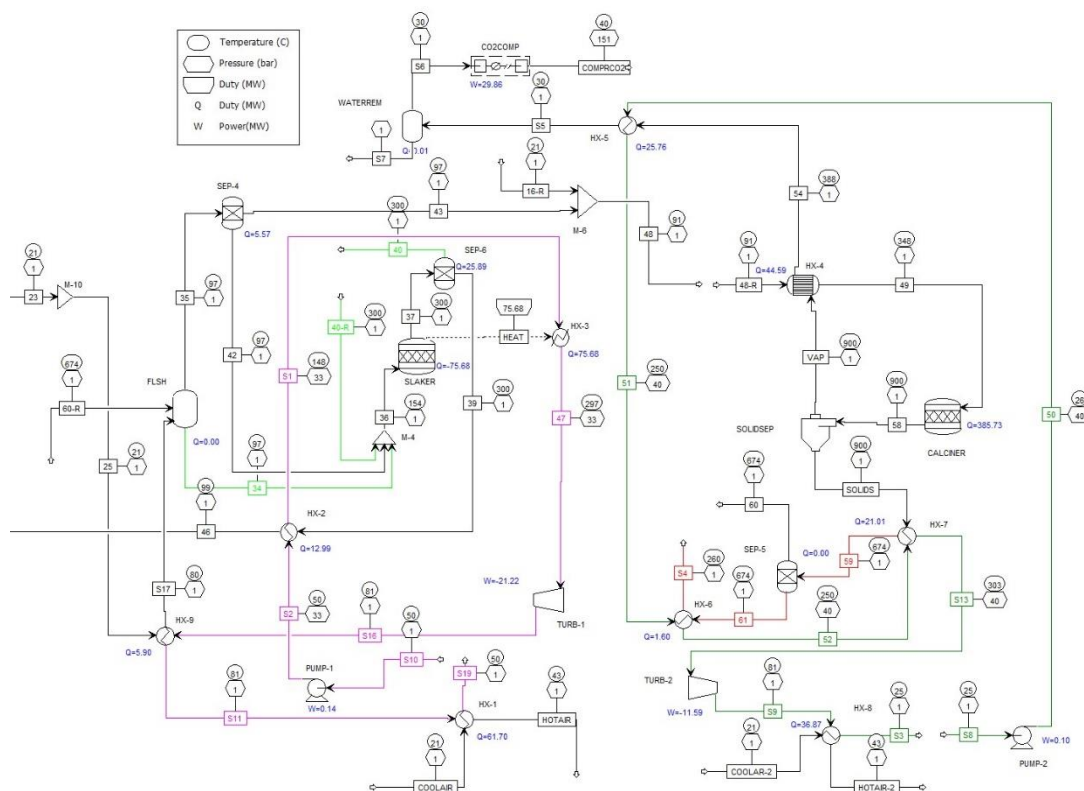 Temperature (C)
Pressure (bar)
Duty (MW)
Q Duty (MW)
W Power(MW)
30
1
S6
CO2COMP
W=29.86
40
151
COMPRCO2
WATERREM
1
S7
30
1
S5
HX-5
Q=25.76
21
1
16-R
M-6
97
1
43
SEP-4
Q=5.57
300
1
40
SEP-6
Q=25.89
91
1
48
388
1
54
91
1
48-R
Q=44.59
HX-4
348
1
49
21
1
23
M-10
35
97
1
97
1
42
40-R
300
1
37
300
1
75.68
HEAT
HX-3
Q=75.68
SLAKER
Q=-75.68
148
33
S1
250
40
51
VAP
900
1
674
1
60-R
FLSH
Q=0.00
36
154
1
M-4
39
300
1
47
297
33
900
1
58
CALCINER
Q=385.73
50
40
SOLIDSEP
25
21
1
97
1
34
99
1
46
HX-2
Q=12.99
900
1
SOLIDS
674
1
60
Q=21.01
HX-7
SEP-5
Q=0.00
59
674
1
S4
260
1
674
1
61
HX-6
Q=1.60
250
40
52
303
40
S13
S17
80
1
HX-9
Q=5.90
S2
50
33
81
1
S16
W=-21.22
TURB-1
50
1
S10
PUMP-1
W=0.14
S19
50
1
HX-1
Q=61.70
81
1
S11
43
1
HOTAIR
21
1
COOLAIR
TURB-2
W=-11.59
81
1
S9
HX-8
Q=36.87
25
1
S3
25
1
S8
W=0.10
PUMP-2
21
1
COOLAR-2
43
1
HOTAIR-2